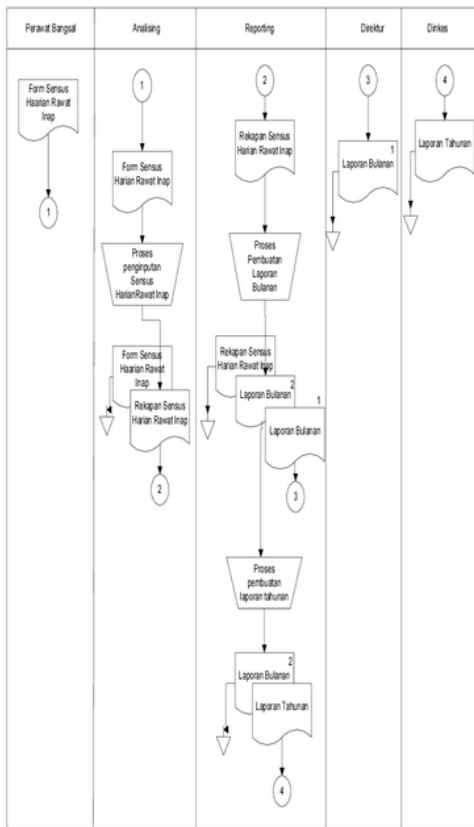 Perawat Bangsal
Analising
Reporting
Direktur
Dinkes
Form Sensus
Haarian Rawat
Inap
1
1
Form Sensus
Harian Rawat Inap
Proses
penginputan
Sensus
HarianRawat Inap
Form Sensus
Haarian Rawat
Inap
Rekapan Sensus
Harian Rawat Inap
2
2
Rekapan Sensus
Harian Rawat Inap
Proses
Pembuatan
Laporan
Bulanan
Rekapan Sensus
Harian Rawat Inap
2
Laporan Bulanan
1
Laporan Bulanan
3
Proses
pembuatan
laporan tahunan
2
Laporan Bulanan
Laporan Tahunan
4
3
1
Laporan Bulanan
4
Laporan Tahunan